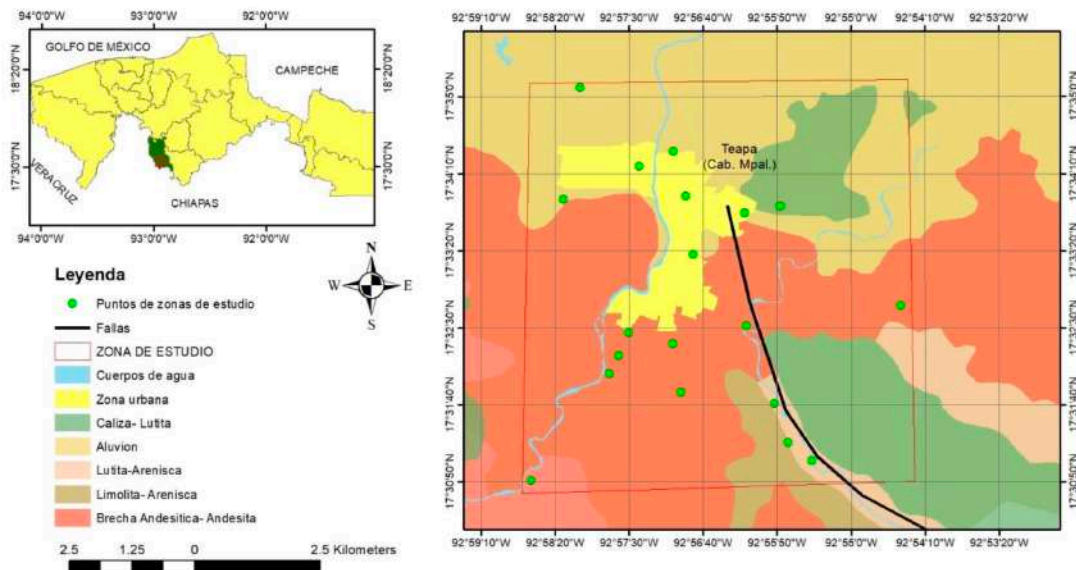 94°0'0"W 93°0'0"W 92°0'0"W
GOLFO DE MÉXICO
CAMPECHE
VERACRUZ
CHIAPAS
18°20'0"N
17°30'0"N
18°20'0"N
17°30'0"N
94°0'0"W 93°0'0"W 92°0'0"W
N
W E
S
Leyenda
Puntos de zonas de estudio
Fallas
ZONA DE ESTUDIO
Cuerpos de agua
Zona urbana
Caliza- Lutita
Aluvion
Lutita-Arenisca
Limolita- Arenisca
Brecha Andesitica- Andesita
2.5 1.25 0 2.5 Kilometers
92°59'10"W 92°58'20"W 92°57'30"W 92°56'40"W 92°55'50"W 92°55'0"W 92°54'10"W 92°53'20"W
Teapa
(Cab. Mpal.)
17°35'0"N
17°34'10"N
17°33'20"N
17°32'30"N
17°31'40"N
17°30'50"N
17°35'0"N
17°34'10"N
17°33'20"N
17°32'30"N
17°31'40"N
17°30'50"N
92°59'10"W 92°58'20"W 92°57'30"W 92°56'40"W 92°55'50"W 92°55'0"W 92°54'10"W 92°53'20"W